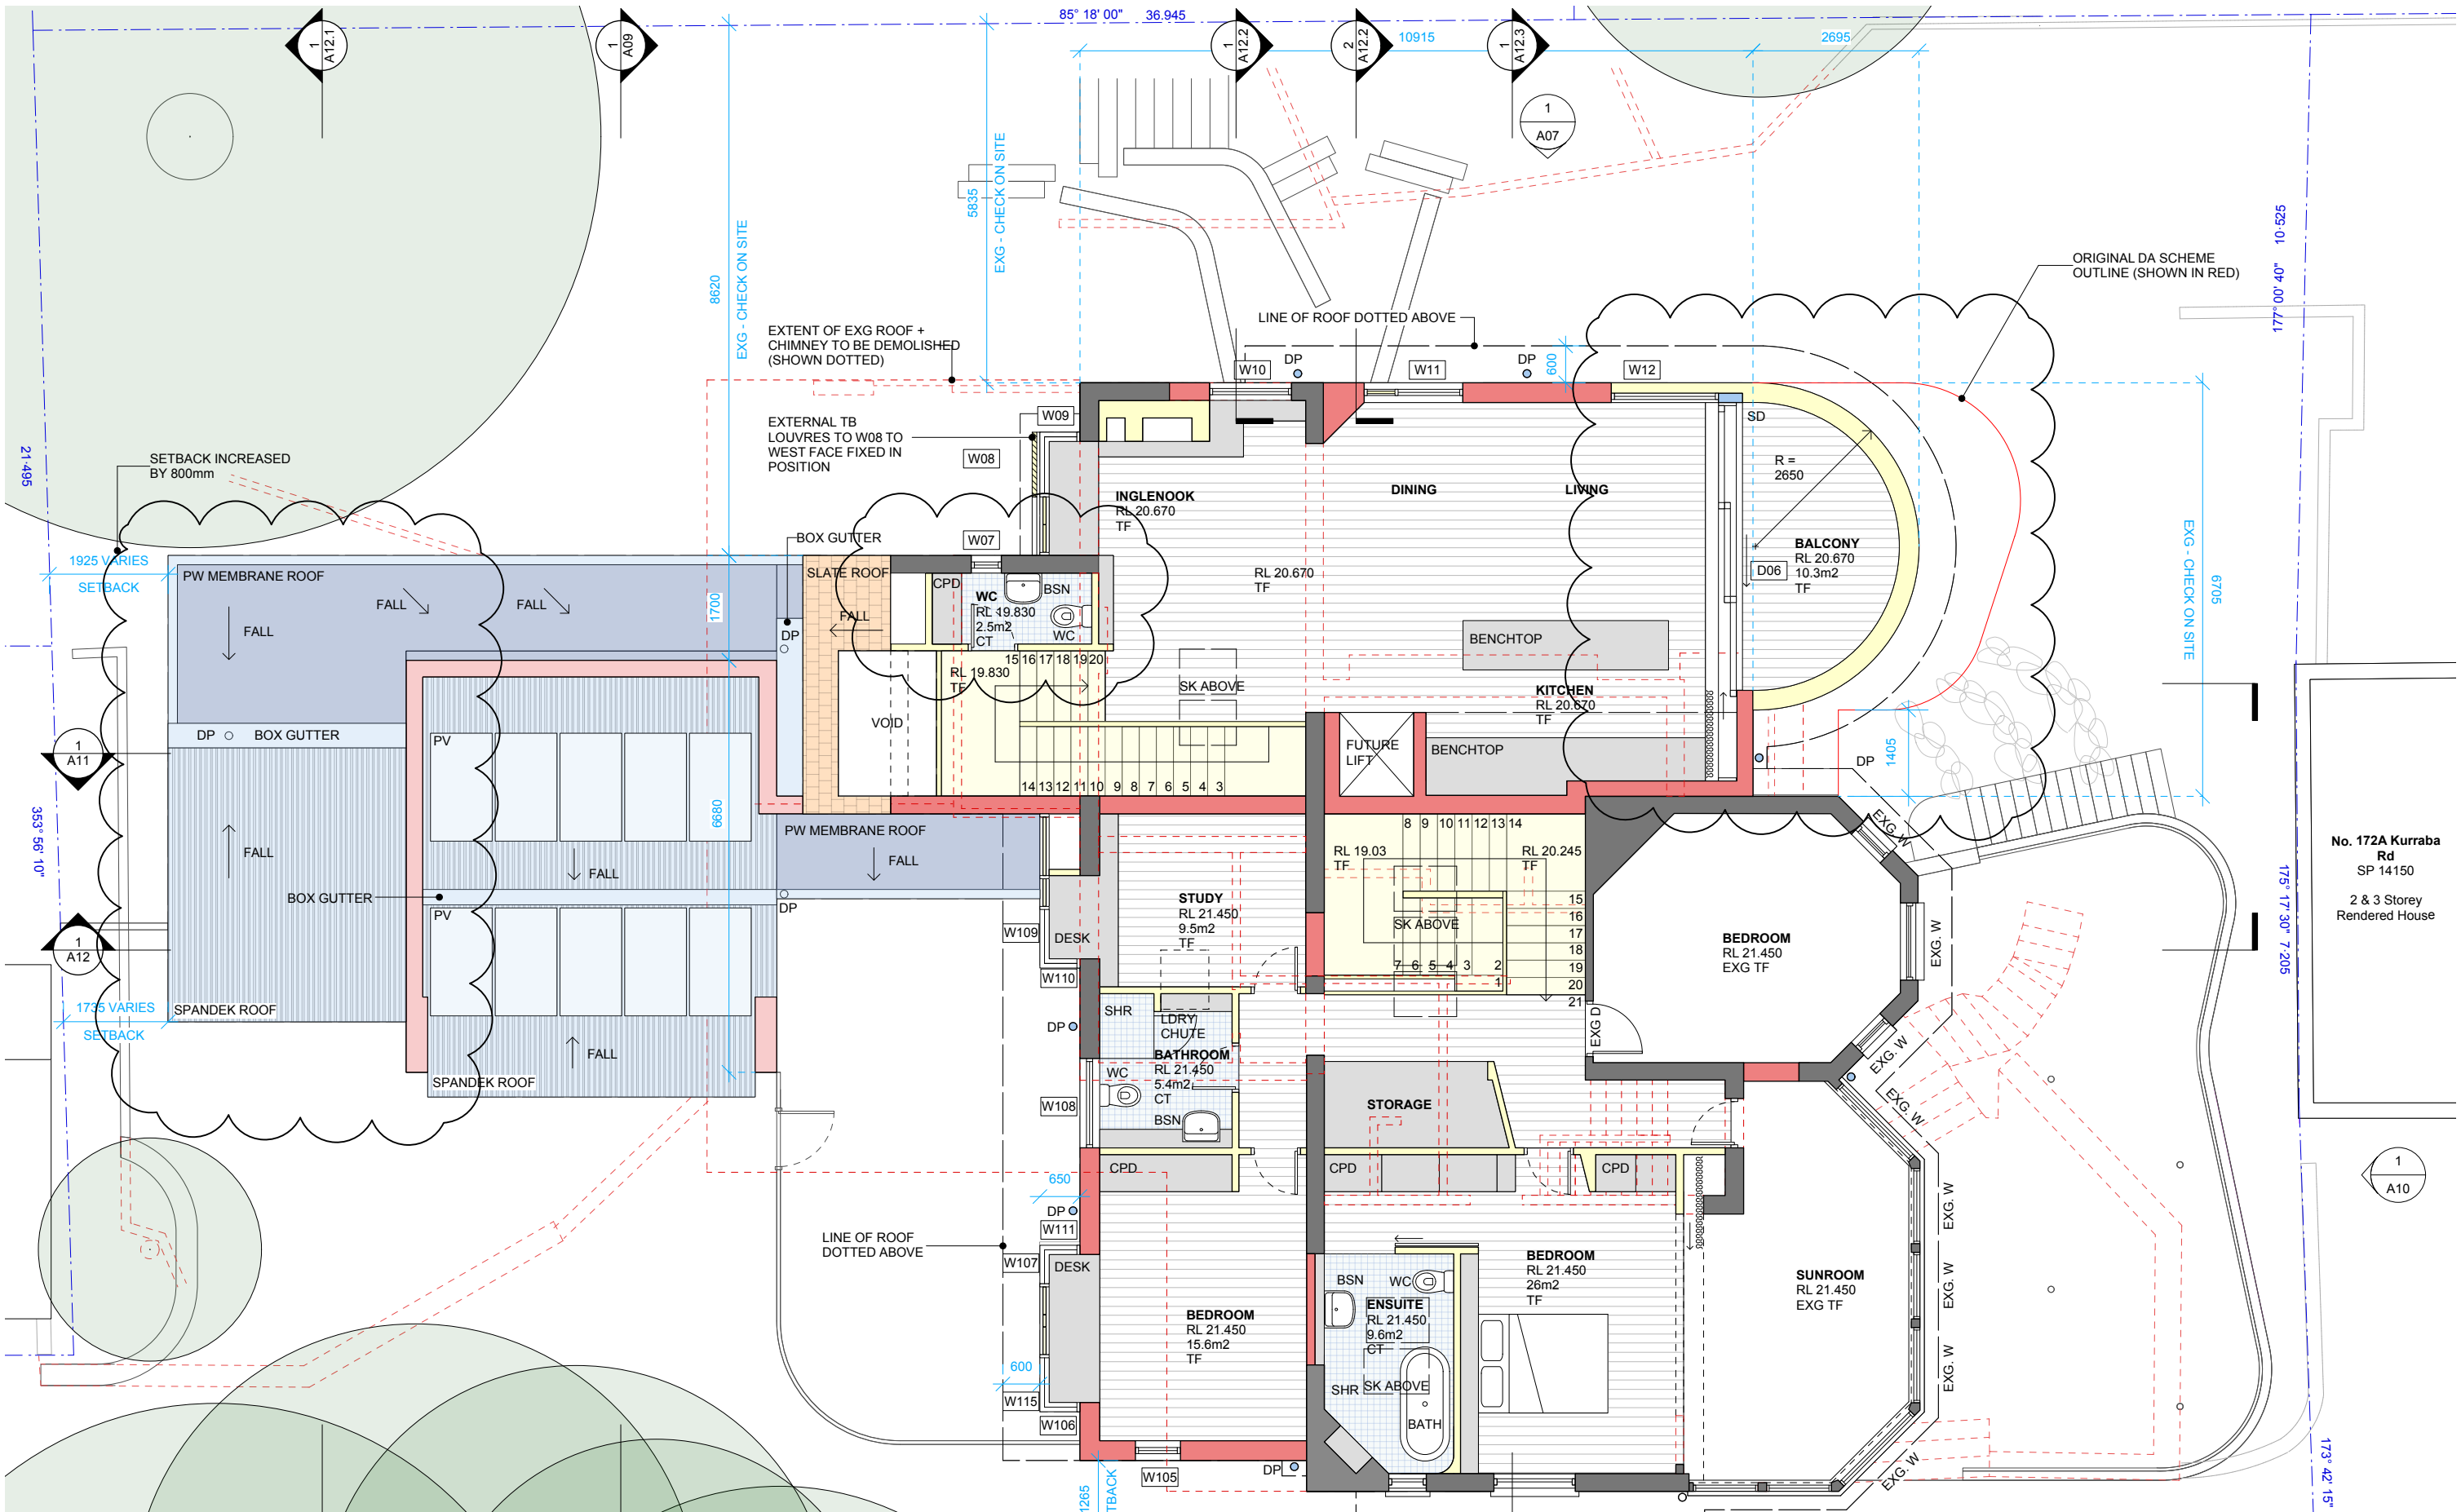 85° 18' 00" 36.945
1
A12.1
1
A09
1
A12.2
2
A12.2
1
A12.3
10915
2695
1
A07
5835
EXG - CHECK ON SITE
8620
EXG - CHECK ON SITE
177° 00' 40" 10·525
ORIGINAL DA SCHEME
OUTLINE (SHOWN IN RED)
LINE OF ROOF DOTTED ABOVE
EXTENT OF EXG ROOF +
CHIMNEY TO BE DEMOLISHED
(SHOWN DOTTED)
W10
DP
W11
DP
600
W12
EXTERNAL TB
LOUVRES TO W08 TO
WEST FACE FIXED IN
POSITION
W09
W08
SD
R =
2650
21·495
SETBACK INCREASED
BY 800mm
INGLENOOK
RL 20.670
TF
DINING
LIVING
BALCONY
RL 20.670
10.3m2
TF
D06
EXG - CHECK ON SITE
6705
1925 VARIES
SETBACK
PW MEMBRANE ROOF
FALL
FALL
FALL
BOX GUTTER
W07
SLATE ROOF
CPD
BSN
WC
RL 19.830
2.5m2
CT
WC
FALL
RL 20.670
TF
1700
DP
15 16 17 18 19 20
RL 19.830
TF
SK ABOVE
BENCHTOP
KITCHEN
RL 20.670
TF
VOID
FUTURE
LIFT
BENCHTOP
DP
1405
DP
BOX GUTTER
1
A11
PV
14 13 12 11 10 9 8 7 6 5 4 3
6680
353° 56' 10"
FALL
FALL
PW MEMBRANE ROOF
FALL
BOX GUTTER
DP
PV
8 9 10 11 12 13 14
RL 19.03
TF
RL 20.245
TF
EXG. W
No. 172A Kurraba
Rd
SP 14150
2 & 3 Storey
Rendered House
175° 17' 30" 7·205
STUDY
RL 21.450
9.5m2
TF
DESK
W109
W110
15
16
17
18
19
20
21
SK ABOVE
7 6 5 4 3 2
1
BEDROOM
RL 21.450
EXG TF
EXG. W
1
A12
1735 VARIES
SETBACK
SPANDEK ROOF
FALL
SPANDEK ROOF
SHR
LDRY
CHUTE
DP
BATHROOM
RL 21.450
5.4m2
CT
WC
BSN
W108
EXG D
EXG. W
EXG. W
STORAGE
CPD
CPD
CPD
1
A10
650
DP
W111
LINE OF ROOF
DOTTED ABOVE
W107
DESK
EXG. W
EXG. W
EXG. W
BEDROOM
RL 21.450
15.6m2
TF
BSN
WC
ENSUITE
RL 21.450
9.6m2
CT
SHR
SK ABOVE
BATH
BEDROOM
RL 21.450
26m2
TF
SUNROOM
RL 21.450
EXG TF
600
W115
W106
W105
DP
EXG. W
1265
TBACK
173° 42' 15"